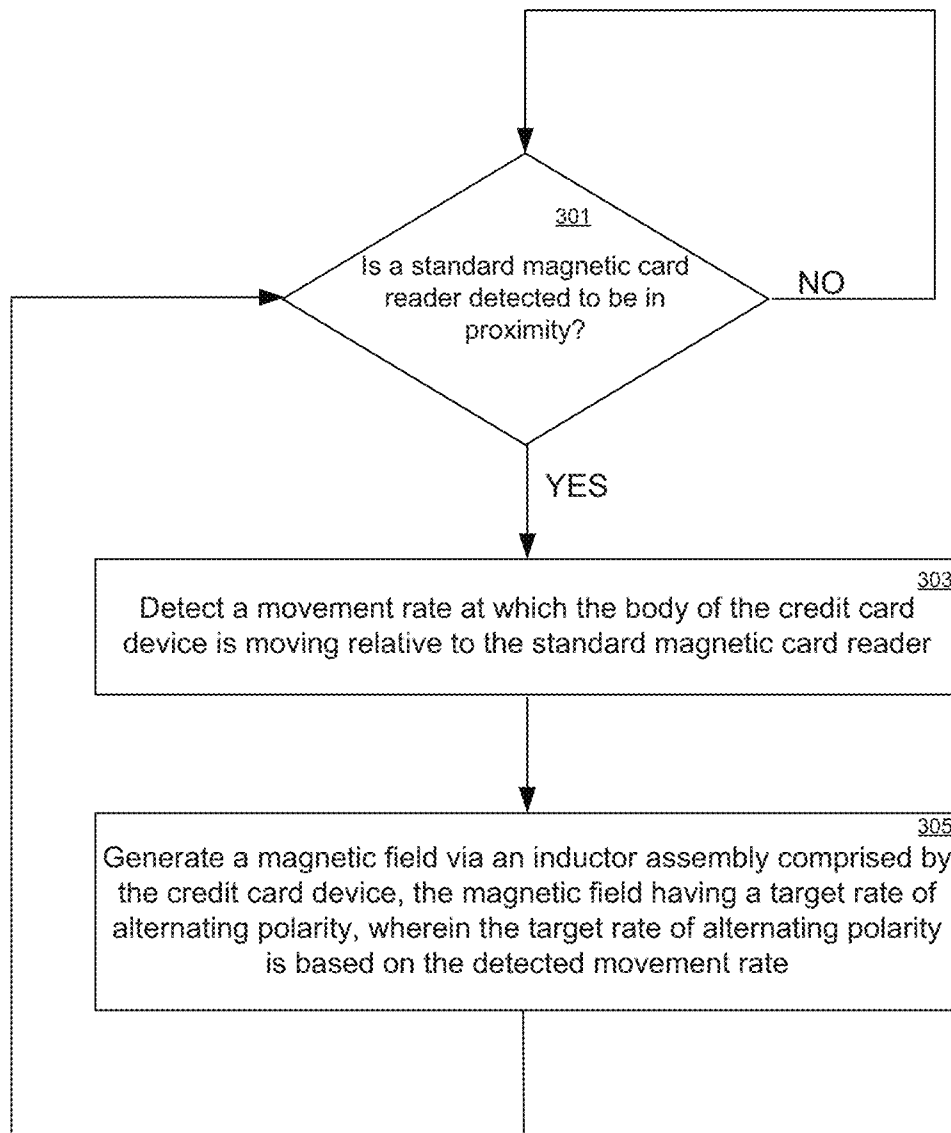 301
Is a standard magnetic card
reader detected to be in
proximity?
NO
YES
303
Detect a movement rate at which the body of the credit card
device is moving relative to the standard magnetic card reader
305
Generate a magnetic field via an inductor assembly comprised by
the credit card device, the magnetic field having a target rate of
alternating polarity, wherein the target rate of alternating polarity
is based on the detected movement rate